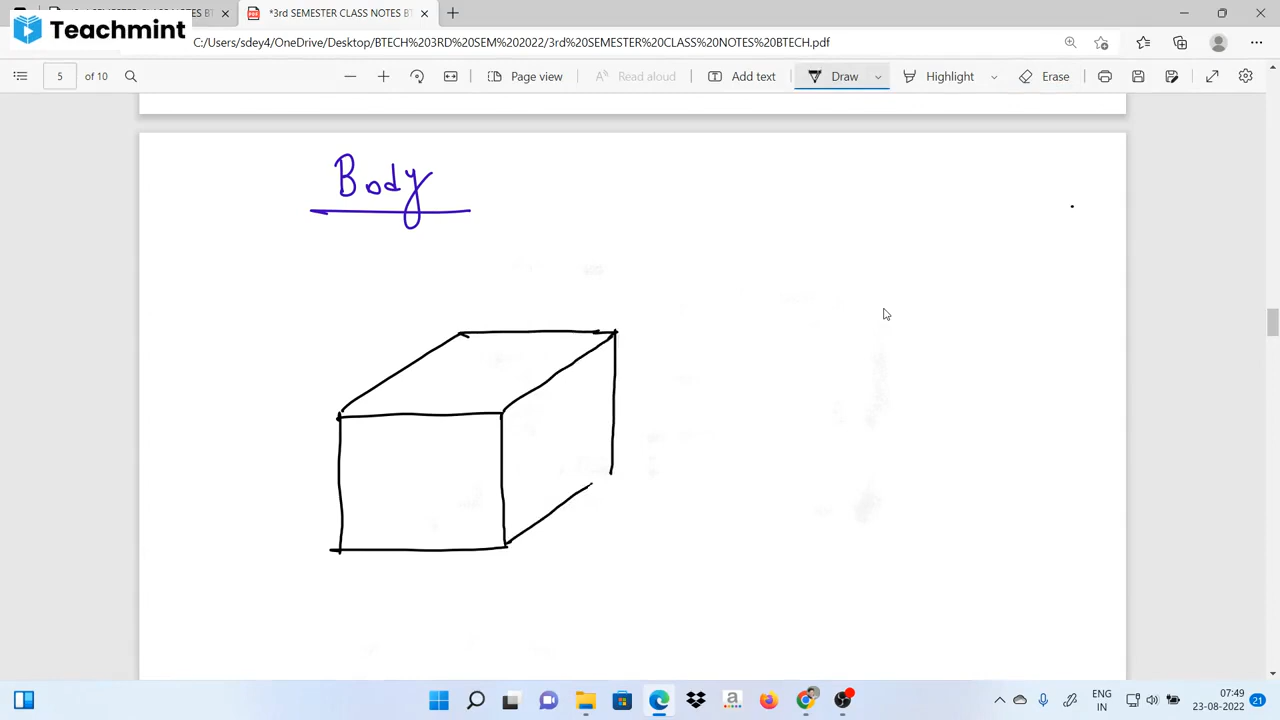 *3rd SEMESTER CLASS NOTES BT
Teachmint
C:/Users/sdey4/OneDrive/Desktop/BTECH%203RD%20SEM%202022/3rd%20SEMESTER%20CLASS%20NOTES%20BTECH.pdf
5 of 10 Page view Read aloud Add text Draw Highlight Erase
Body
ENG
IN
07:49
23-08-2022
21